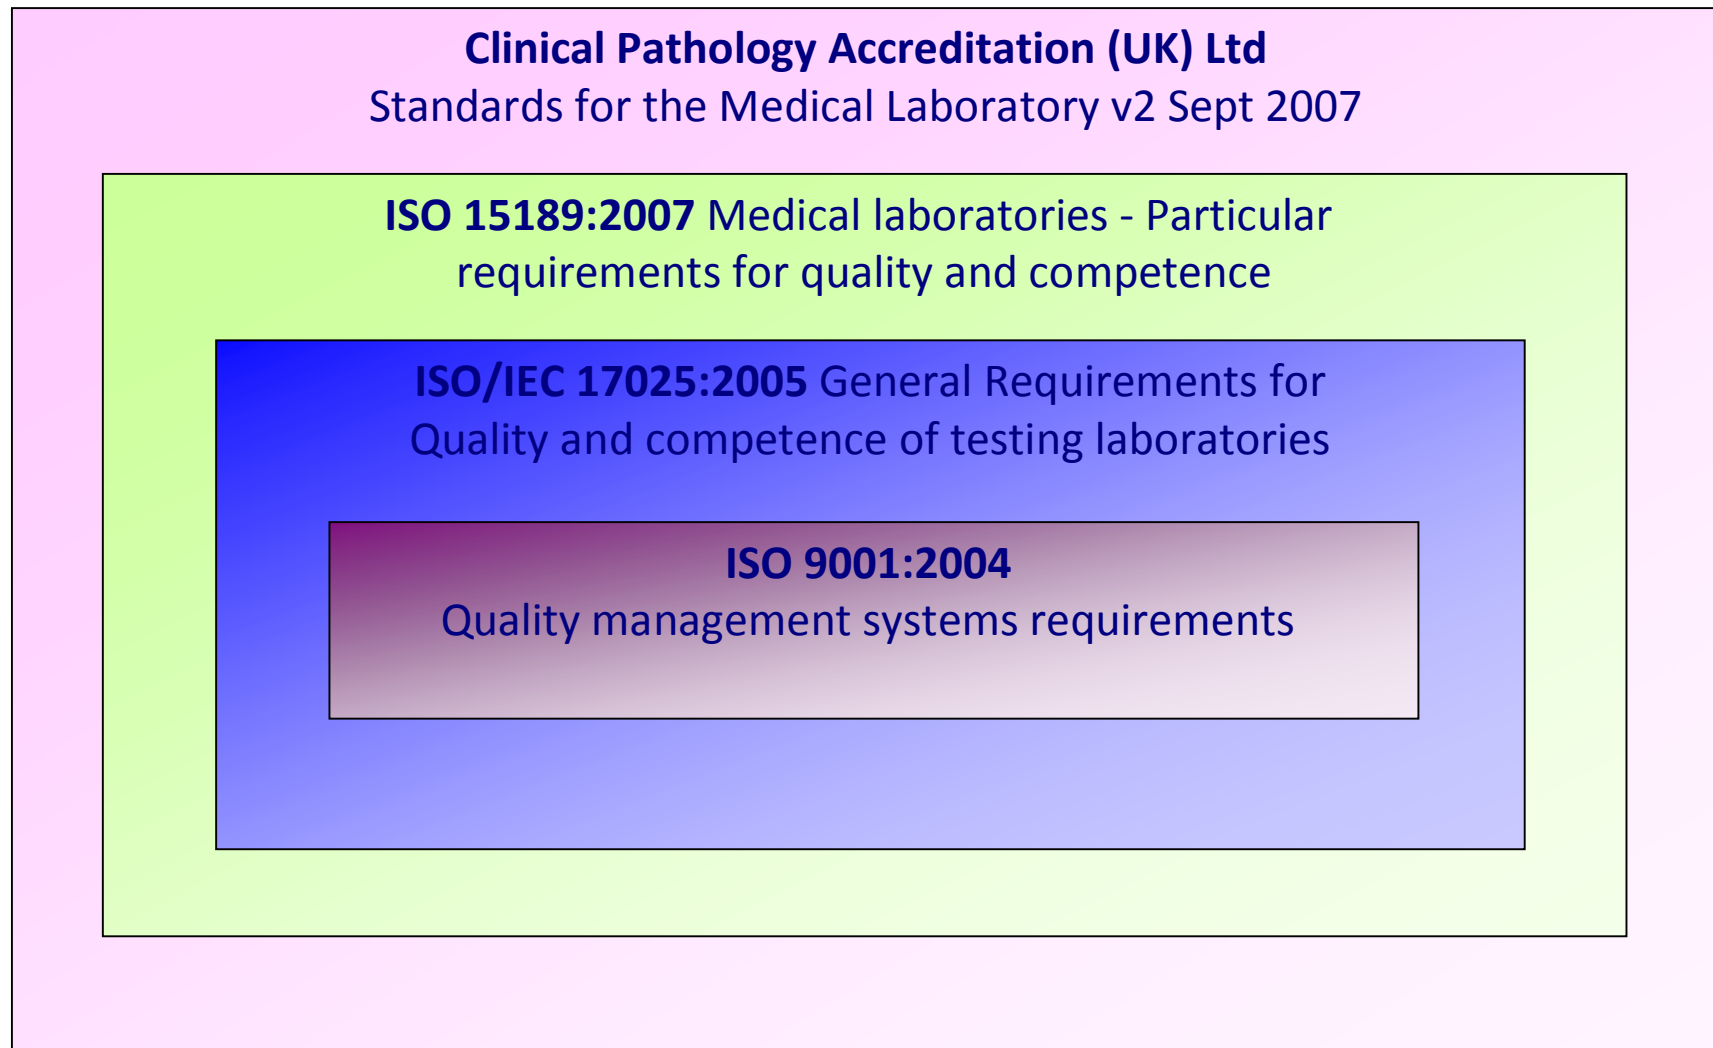 Clinical Pathology Accreditation (UK) Ltd
Standards for the Medical Laboratory v2 Sept 2007
ISO 15189:2007 Medical laboratories - Particular
requirements for quality and competence
ISO/IEC 17025:2005 General Requirements for
Quality and competence of testing laboratories
ISO 9001:2004
Quality management systems requirements